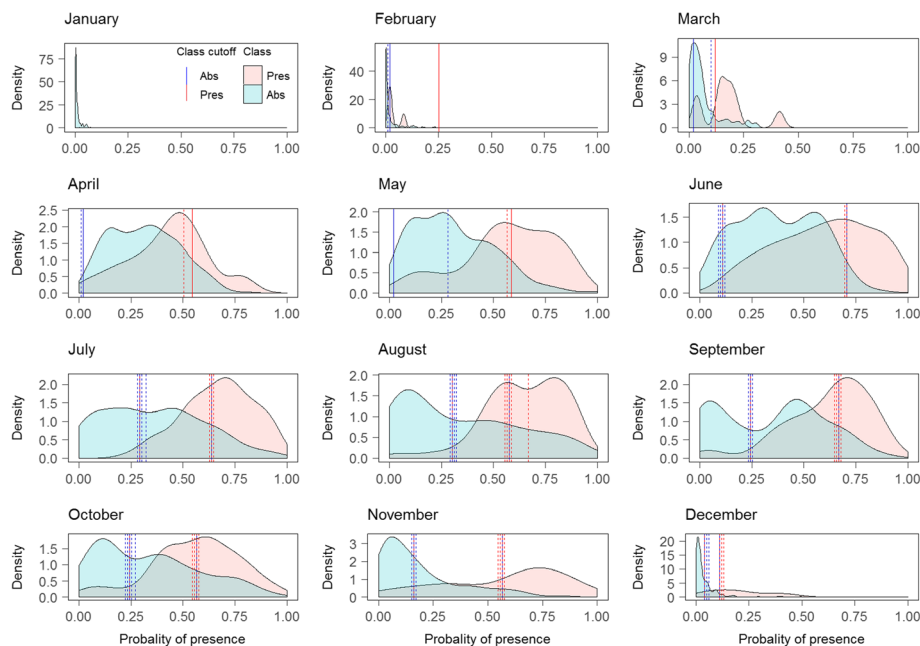 January
February
March
Density
75
50
25
0
0.00 0.25 0.50 0.75 1.00
Class cutoff
Abs
Pres
Class
Pres
Abs
Density
40
20
0
0.00 0.25 0.50 0.75 1.00
Density
9
6
3
0
0.00 0.25 0.50 0.75 1.00
April
May
June
Density
2.5
2.0
1.5
1.0
0.5
0.0
0.00 0.25 0.50 0.75 1.00
Density
2.0
1.5
1.0
0.5
0.0
0.00 0.25 0.50 0.75 1.00
Density
1.5
1.0
0.5
0.0
0.00 0.25 0.50 0.75 1.00
July
August
September
Density
2.0
1.5
1.0
0.5
0.0
0.00 0.25 0.50 0.75 1.00
Density
2.0
1.5
1.0
0.5
0.0
0.00 0.25 0.50 0.75 1.00
Density
2.0
1.5
1.0
0.5
0.0
0.00 0.25 0.50 0.75 1.00
October
November
December
Density
1.5
1.0
0.5
0.0
0.00 0.25 0.50 0.75 1.00
Probality of presence
Density
3
2
1
0
0.00 0.25 0.50 0.75 1.00
Probality of presence
Density
20
15
10
5
0
0.00 0.25 0.50 0.75 1.00
Probality of presence